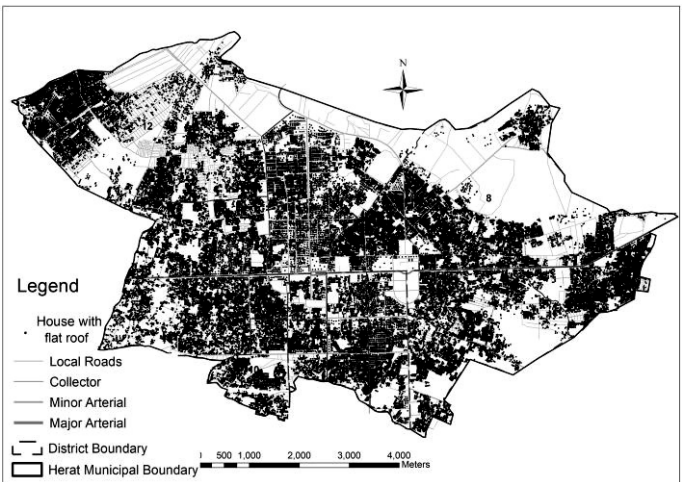 N
8
Legend
House with
flat roof
Local Roads
Collector
Minor Arterial
Major Arterial
District Boundary
Herat Municipal Boundary
500 1,000 2,000 3,000 4,000
Meters